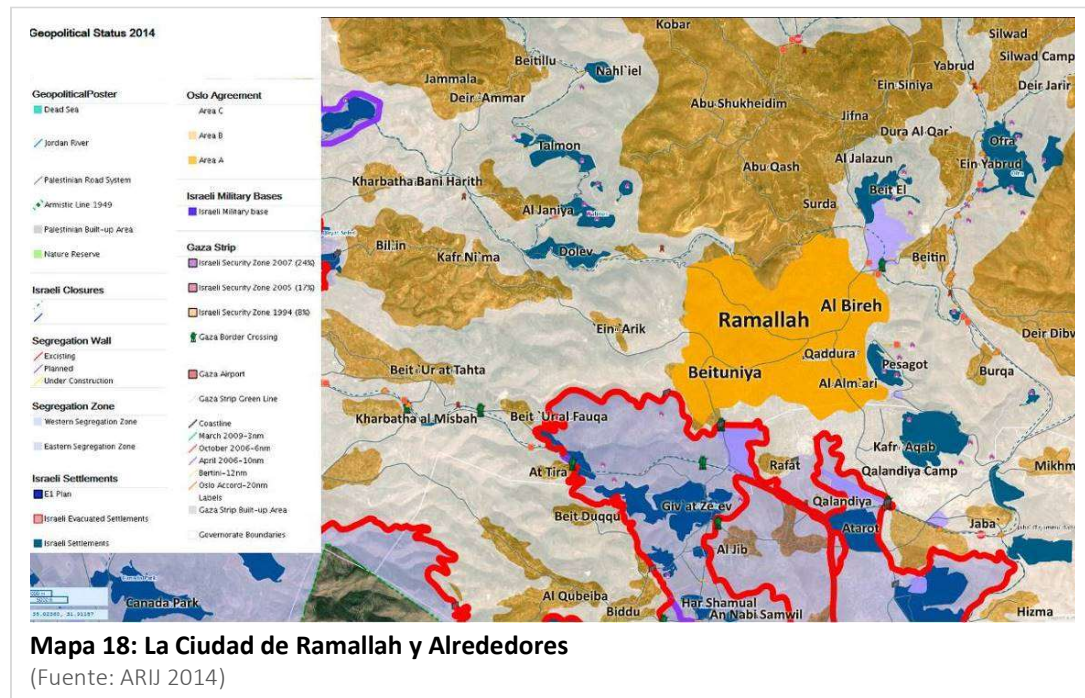 Geopolitical Status 2014
GeopoliticalPoster
Dead Sea
Jordan River
Palestinian Road System
Armistic Line 1949
Palestinian Built-up Area
Nature Reserve
Israeli Closures
Segregation Wall
Excisting
Planned
Under Construction
Segregation Zone
Western Segregation Zone
Eastern Segregation Zone
Israeli Settlements
E1 Plan
Israeli Evacuated Settlements
Israeli Settlements
Oslo Agreement
Area C
Area B
Area A
Israeli Military Bases
Israeli Military base
Gaza Strip
Israeli Security Zone 2007 (24%)
Israeli Security Zone 2005 (17%)
Israeli Security Zone 1994 (8%)
Gaza Border Crossing
Gaza Airport
Gaza Strip Green Line
Coastline
March 2009-3nm
October 2006-6nm
April 2006-10nm
Bertini-12nm
Oslo Accord-20nm
Labels
Gaza Strip Built-up Area
Governorate Boundaries
Kobar
Silwad
Beitillu
Nahl`iel
Yabrud
Silwad Camp
Jammala
`Ein Siniya
Deir Jarir
Deir `Ammar
Abu Shukheidim
Jifna
Dura Al Qar`
Talmon
Ofra
Al Jalazun
`Ein Yabrud
Abu Qash
Kharbatha Bani Harith
Beit El
Surda
Al Janiya
Bil`in
Dolev
Beitin
Kafr Ni`ma
Al Bireh
Ramallah
`Ein `Arik
Deir Dibw
Qaddura
Beit `Ur at Tahta
Beituniya
Pesagot
Burqa
Al Alm`ari
Kharbatha al Misbah
Beit `Ur al Fauqa
Kafr `Aqab
Rafat
Mikhm
At Tira
Qalandiya Camp
Giv`at Ze`ev
Qalandiya
Beit Duqqu
Atarot
Jaba`
Al Jib
Canada Park
Al Qubeiba
Har Shamual
Biddu
An Nabi Samwil
Hizma
Mapa 18: La Ciudad de Ramallah y Alrededores
(Fuente: ARIJ 2014)